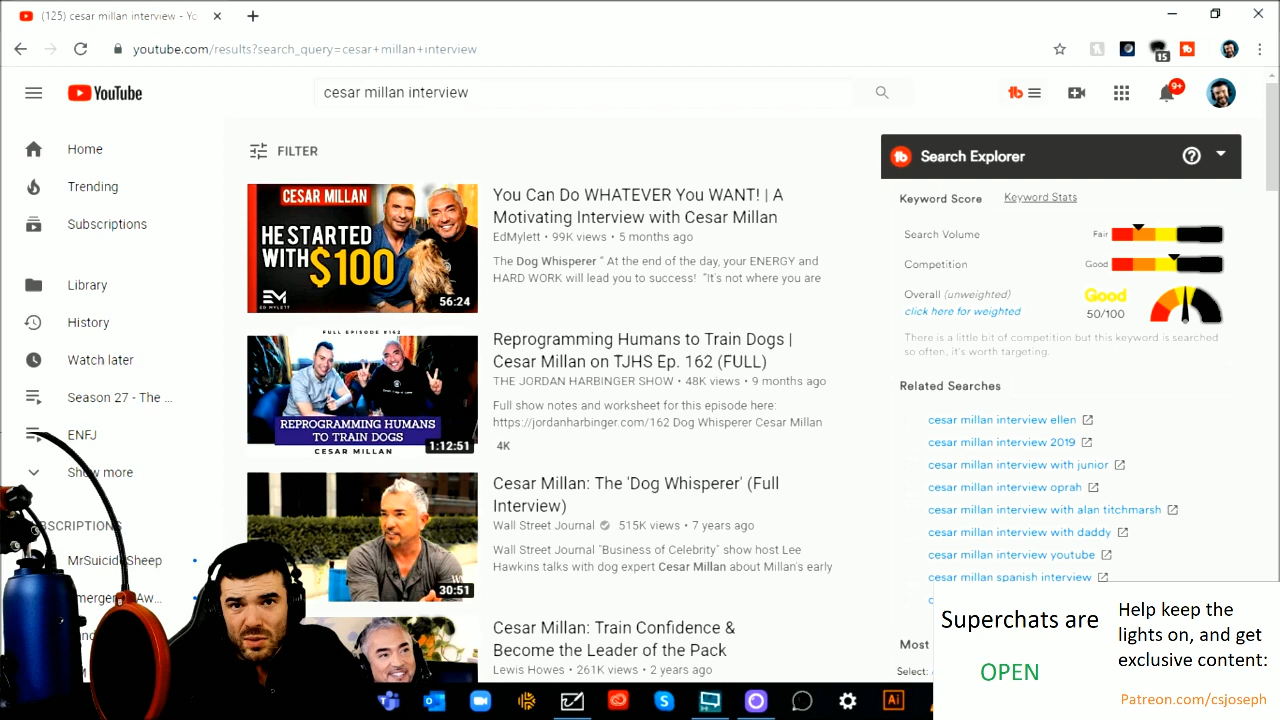 (125) cesar millan interview - Yo
youtube.com/results?search_query=cesar+millan+interview
15
YouTube
cesar millan interview
9+
Home
Trending
Subscriptions
Library
History
Watch later
Season 27 - The ...
ENFJ
Show more
FILTER
CESAR MILLAN
HE STARTED
WITH $100
ED MYLETT
56:24
You Can Do WHATEVER You WANT! | A
Motivating Interview with Cesar Millan
EdMylett • 99K views • 5 months ago
The Dog Whisperer " At the end of the day, your ENERGY and
HARD WORK will lead you to success! "It's not where you are
FULL EPISODE #162
REPROGRAMMING HUMANS
TO TRAIN DOGS
CESAR MILLAN
1:12:51
Reprogramming Humans to Train Dogs |
Cesar Millan on TJHS Ep. 162 (FULL)
THE JORDAN HARBINGER SHOW • 48K views • 9 months ago
Full show notes and worksheet for this episode here:
https://jordanharbinger.com/162 Dog Whisperer Cesar Millan
4K
30:51
Cesar Millan: The 'Dog Whisperer' (Full
Interview)
Wall Street Journal 515K views • 7 years ago
Wall Street Journal "Business of Celebrity" show host Lee
Hawkins talks with dog expert Cesar Millan about Millan's early
Cesar Millan: Train Confidence &
Become the Leader of the Pack
Lewis Howes • 261K views • 2 years ago
Search Explorer
Keyword Score Keyword Stats
Search Volume Fair
Competition Good
Overall (unweighted) Good
click here for weighted 50/100
There is a little bit of competition but this keyword is searched
so often, it's worth targeting.
Related Searches
cesar millan interview ellen
cesar millan interview 2019
cesar millan interview with junior
cesar millan interview oprah
cesar millan interview with alan titchmarsh
cesar millan interview with daddy
cesar millan interview youtube
cesar millan spanish interview
Most
Select:
Superchats are
OPEN
Help keep the
lights on, and get
exclusive content:
Patreon.com/csjoseph